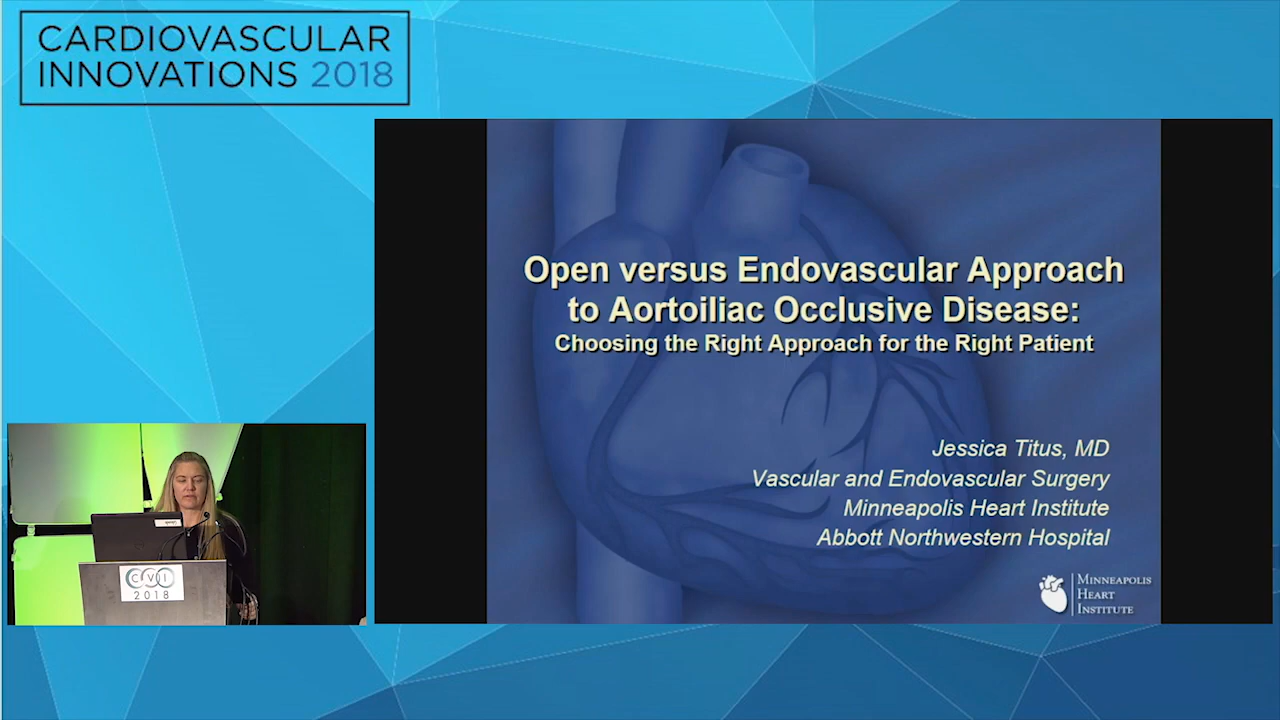 CARDIOVASCULAR
INNOVATIONS 2018
Open versus Endovascular Approach
to Aortoiliac Occlusive Disease:
Choosing the Right Approach for the Right Patient
Jessica Titus, MD
Vascular and Endovascular Surgery
Minneapolis Heart Institute
Abbott Northwestern Hospital
MINNEAPOLIS
HEART
INSTITUTE
CVI
2018